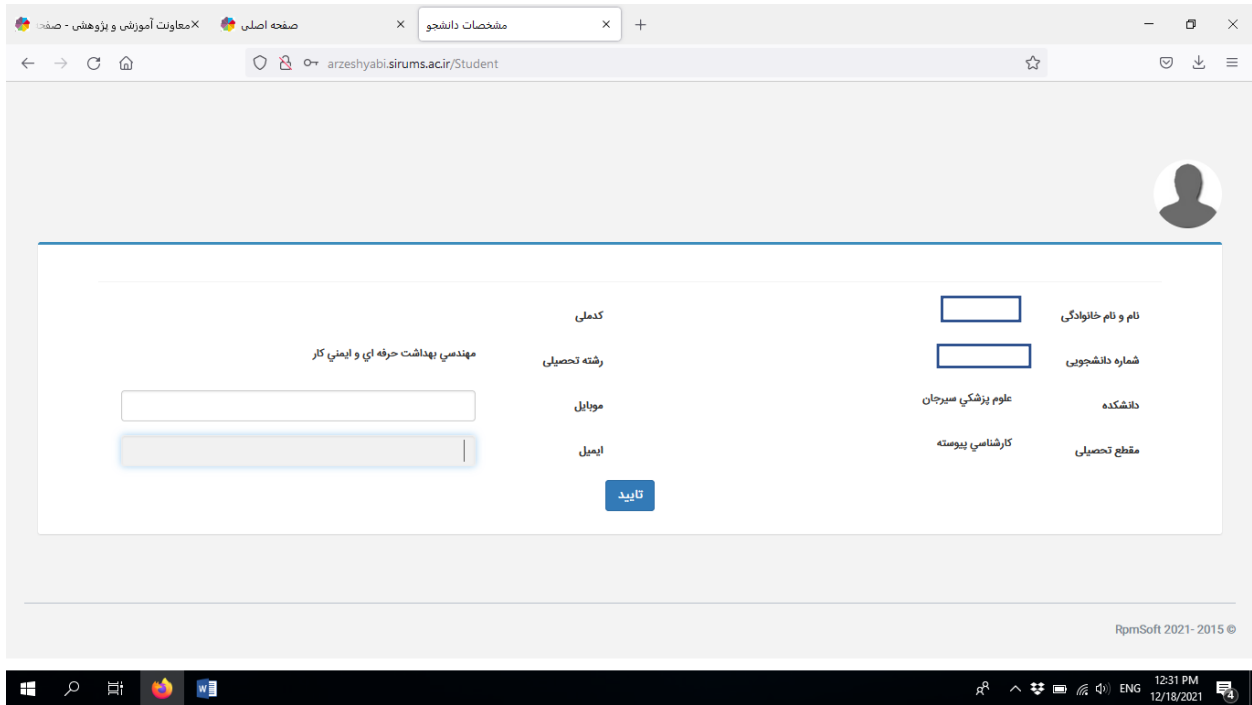 معاونت آموزشی و پژوهشی - صفحه
صفحه اصلی
مشخصات دانشجو
arzeshyabi.sirums.ac.ir/Student
نام و نام خانوادگی
کدملی
شماره دانشجویی
رشته تحصیلی
مهندسي بهداشت حرفه اي و ايمني كار
دانشکده
علوم پزشكي سيرجان
موبایل
مقطع تحصیلی
كارشناسي پيوسته
ایمیل
تایید
RpmSoft 2021- 2015 ©
ENG
12:31 PM
12/18/2021
4